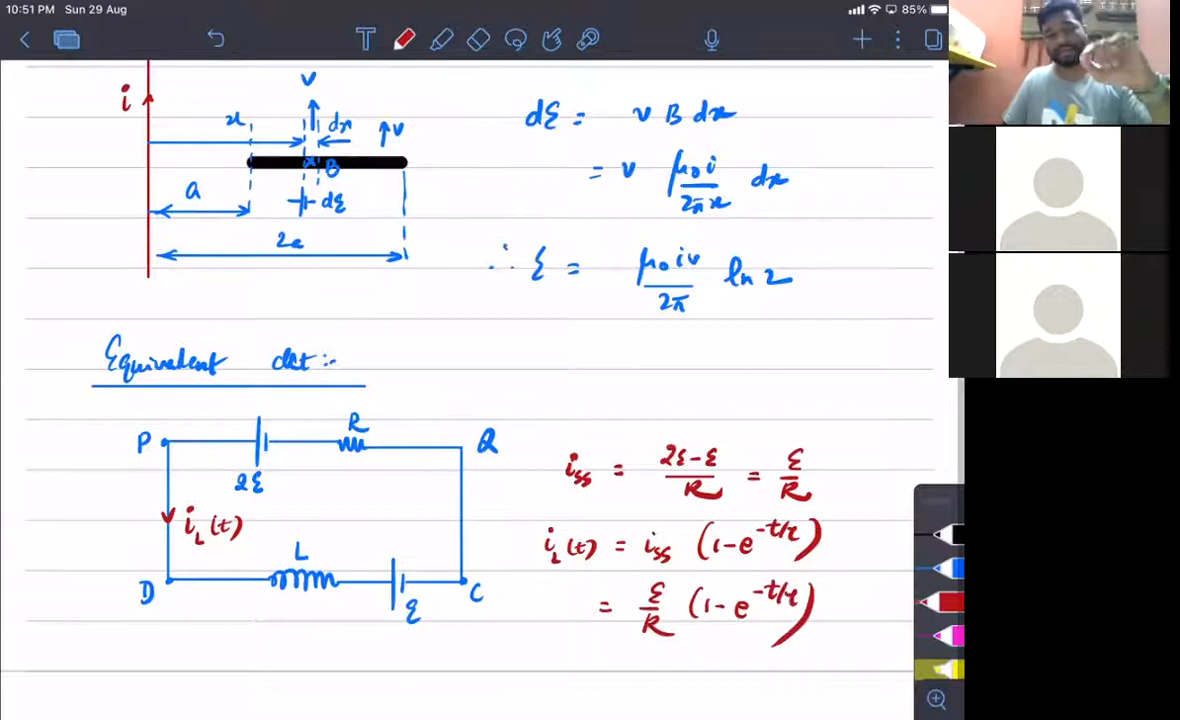 10:51 PM Sun 29 Aug
85%
T
i
v
x
dx
v
x B
a
dε
2a
dε = v B dx
= v μ₀i/2πx dx
∴ ε = μ₀iv/2π ln 2
Equivalent ckt :-
P
R
Q
2ε
i_L(t)
L
D
C
ε
i_ss = 2ε-ε/R = ε/R
i_L(t) = i_ss (1-e^-t/τ)
= ε/R (1-e^-t/τ)